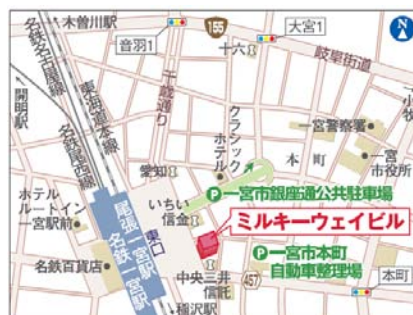 ↑木曽川駅
音羽1
155
大宮1
N
名鉄名古屋線
東海道本線
千歳通り
十六
岐阜街道
←開明駅
名鉄尾西線
クラシック
ホテル
一宮警察署
一宮
市役所
愛知
本町
P一宮市銀座通公共駐車場
ホテル
ルートイン
一宮駅前
いちい
信金
ミルキーウェイビル
尾張一宮駅
名鉄一宮駅
東口
P一宮市本町
自動車整理場
名鉄百貨店
中央三井
信託
457
本町
↓稲沢駅